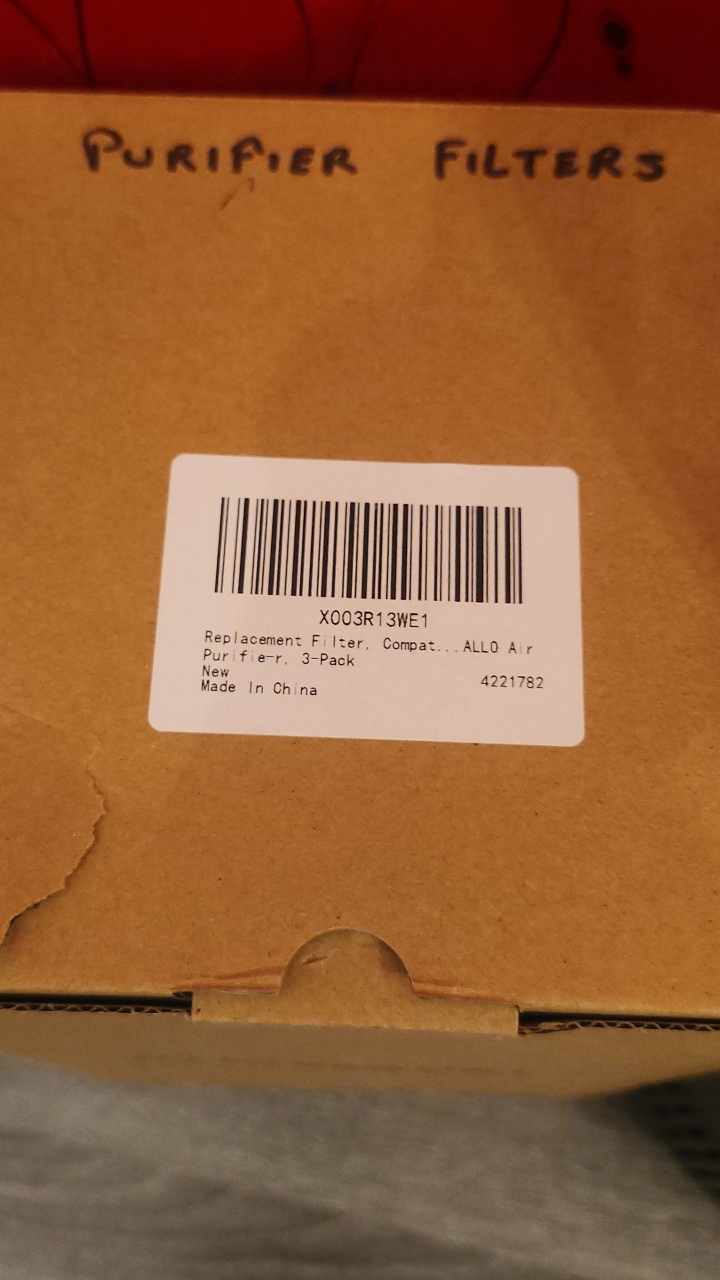 PURIFIER FILTERS
X003R13WE1
Replacement Filter, Compat...ALLO Air
Purifie-r, 3-Pack
New
4221782
Made In China